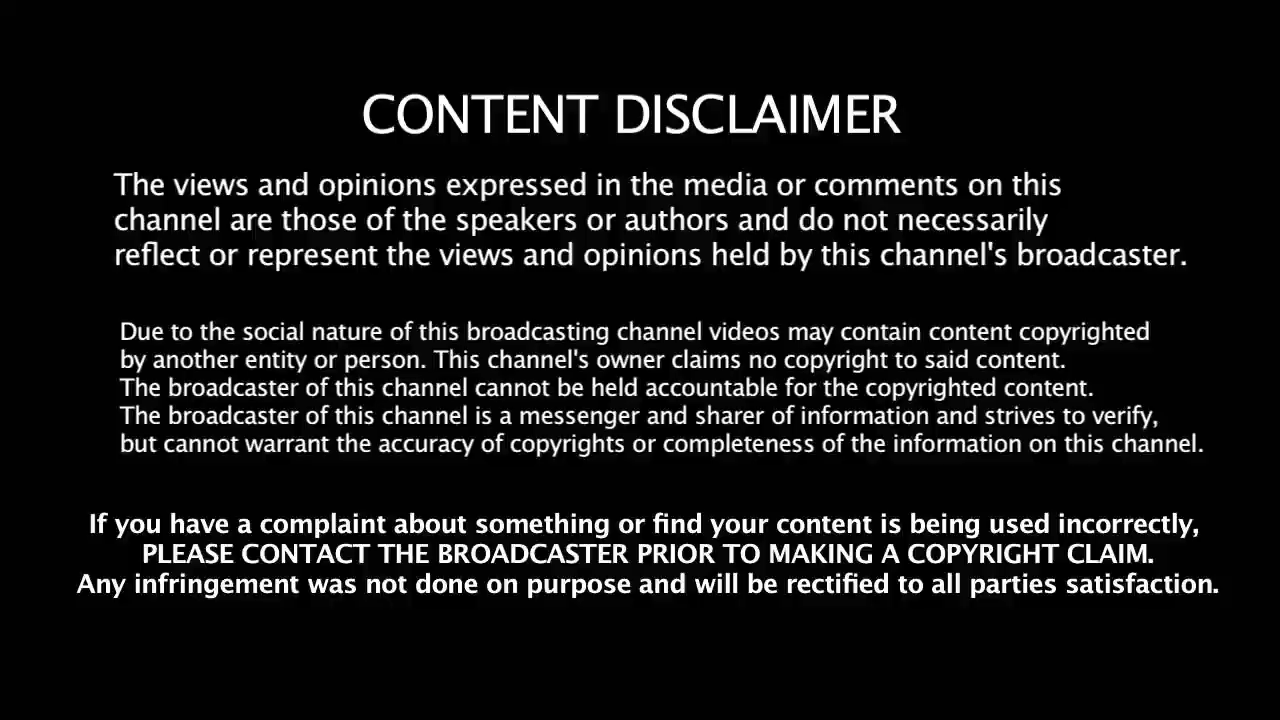 CONTENT DISCLAIMER
The views and opinions expressed in the media or comments on this
channel are those of the speakers or authors and do not necessarily
reflect or represent the views and opinions held by this channel's broadcaster.
Due to the social nature of this broadcasting channel videos may contain content copyrighted
by another entity or person. This channel's owner claims no copyright to said content.
The broadcaster of this channel cannot be held accountable for the copyrighted content.
The broadcaster of this channel is a messenger and sharer of information and strives to verify,
but cannot warrant the accuracy of copyrights or completeness of the information on this channel.
If you have a complaint about something or find your content is being used incorrectly,
PLEASE CONTACT THE BROADCASTER PRIOR TO MAKING A COPYRIGHT CLAIM.
Any infringement was not done on purpose and will be rectified to all parties satisfaction.